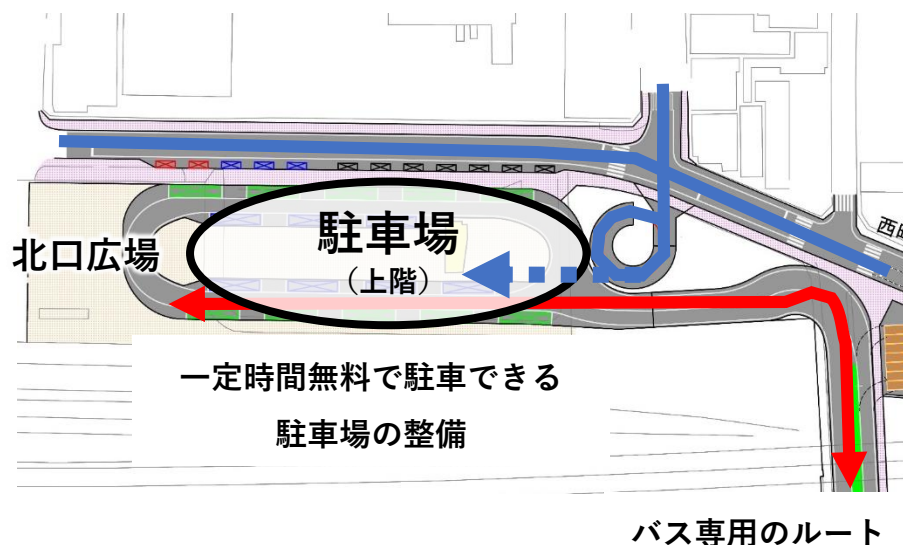 西
北口広場
駐車場
（上階）
一定時間無料で駐車できる
駐車場の整備
バス専用のルート